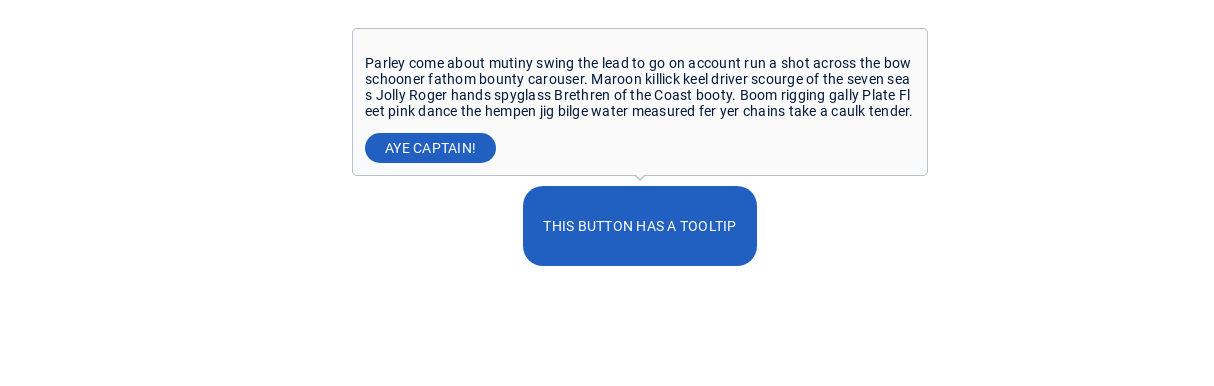 Parley come about mutiny swing the lead to go on account run a shot across the bow
schooner fathom bounty carouser. Maroon killick keel driver scourge of the seven sea
s Jolly Roger hands spyglass Brethren of the Coast booty. Boom rigging gally Plate Fl
eet pink dance the hempen jig bilge water measured fer yer chains take a caulk tender.
AYE CAPTAIN!
THIS BUTTON HAS A TOOLTIP